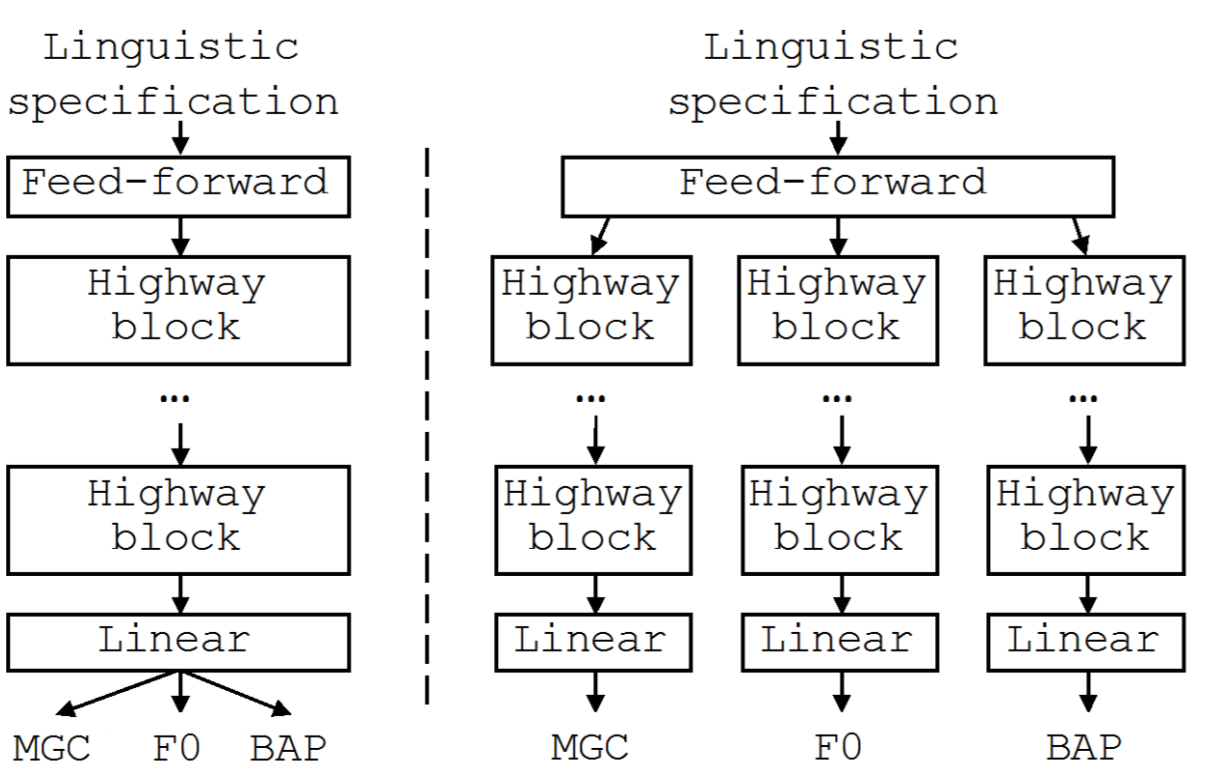 Linguistic
specification
Feed-forward
Highway
block
...
Highway
block
Linear
MGC F0 BAP
Linguistic
specification
Feed-forward
Highway
block
Highway
block
Highway
block
...
...
...
Highway
block
Highway
block
Highway
block
Linear
Linear
Linear
MGC
F0
BAP